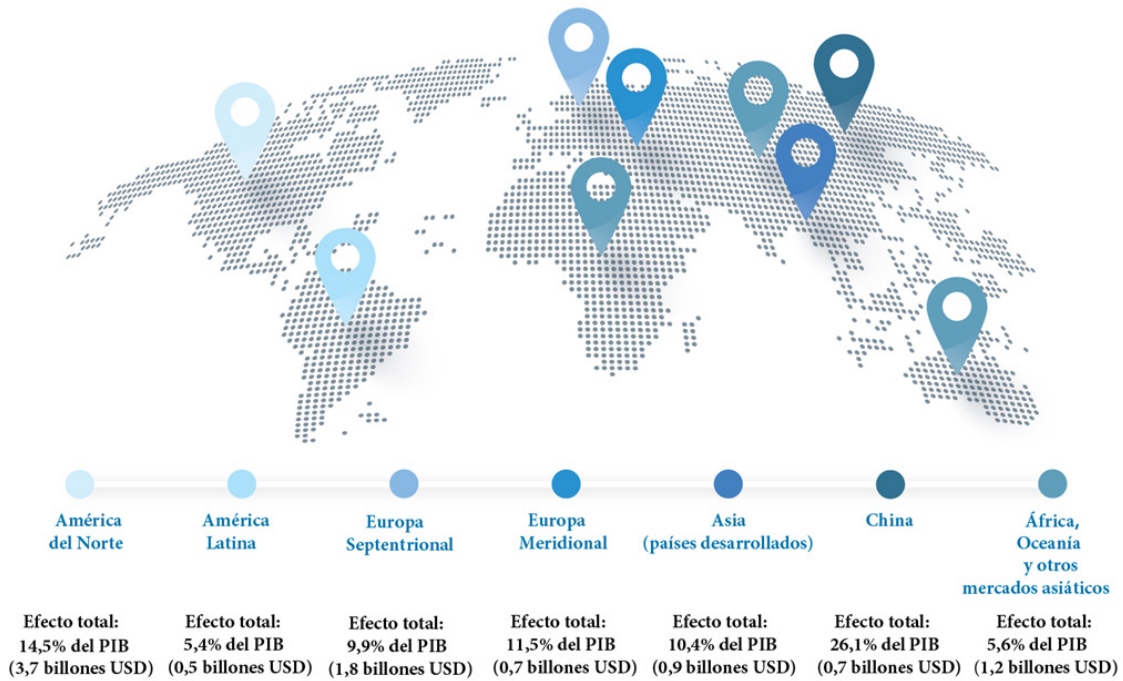 América
del Norte
América
Latina
Europa
Septentrional
Europa
Meridional
Asia
(países desarrollados)
China
África,
Oceanía
y otros
mercados asiáticos
Efecto total:
14,5% del PIB
(3,7 billones USD)
Efecto total:
5,4% del PIB
(0,5 billones USD)
Efecto total:
9,9% del PIB
(1,8 billones USD)
Efecto total:
11,5% del PIB
(0,7 billones USD)
Efecto total:
10,4% del PIB
(0,9 billones USD)
Efecto total:
26,1% del PIB
(0,7 billones USD)
Efecto total:
5,6% del PIB
(1,2 billones USD)